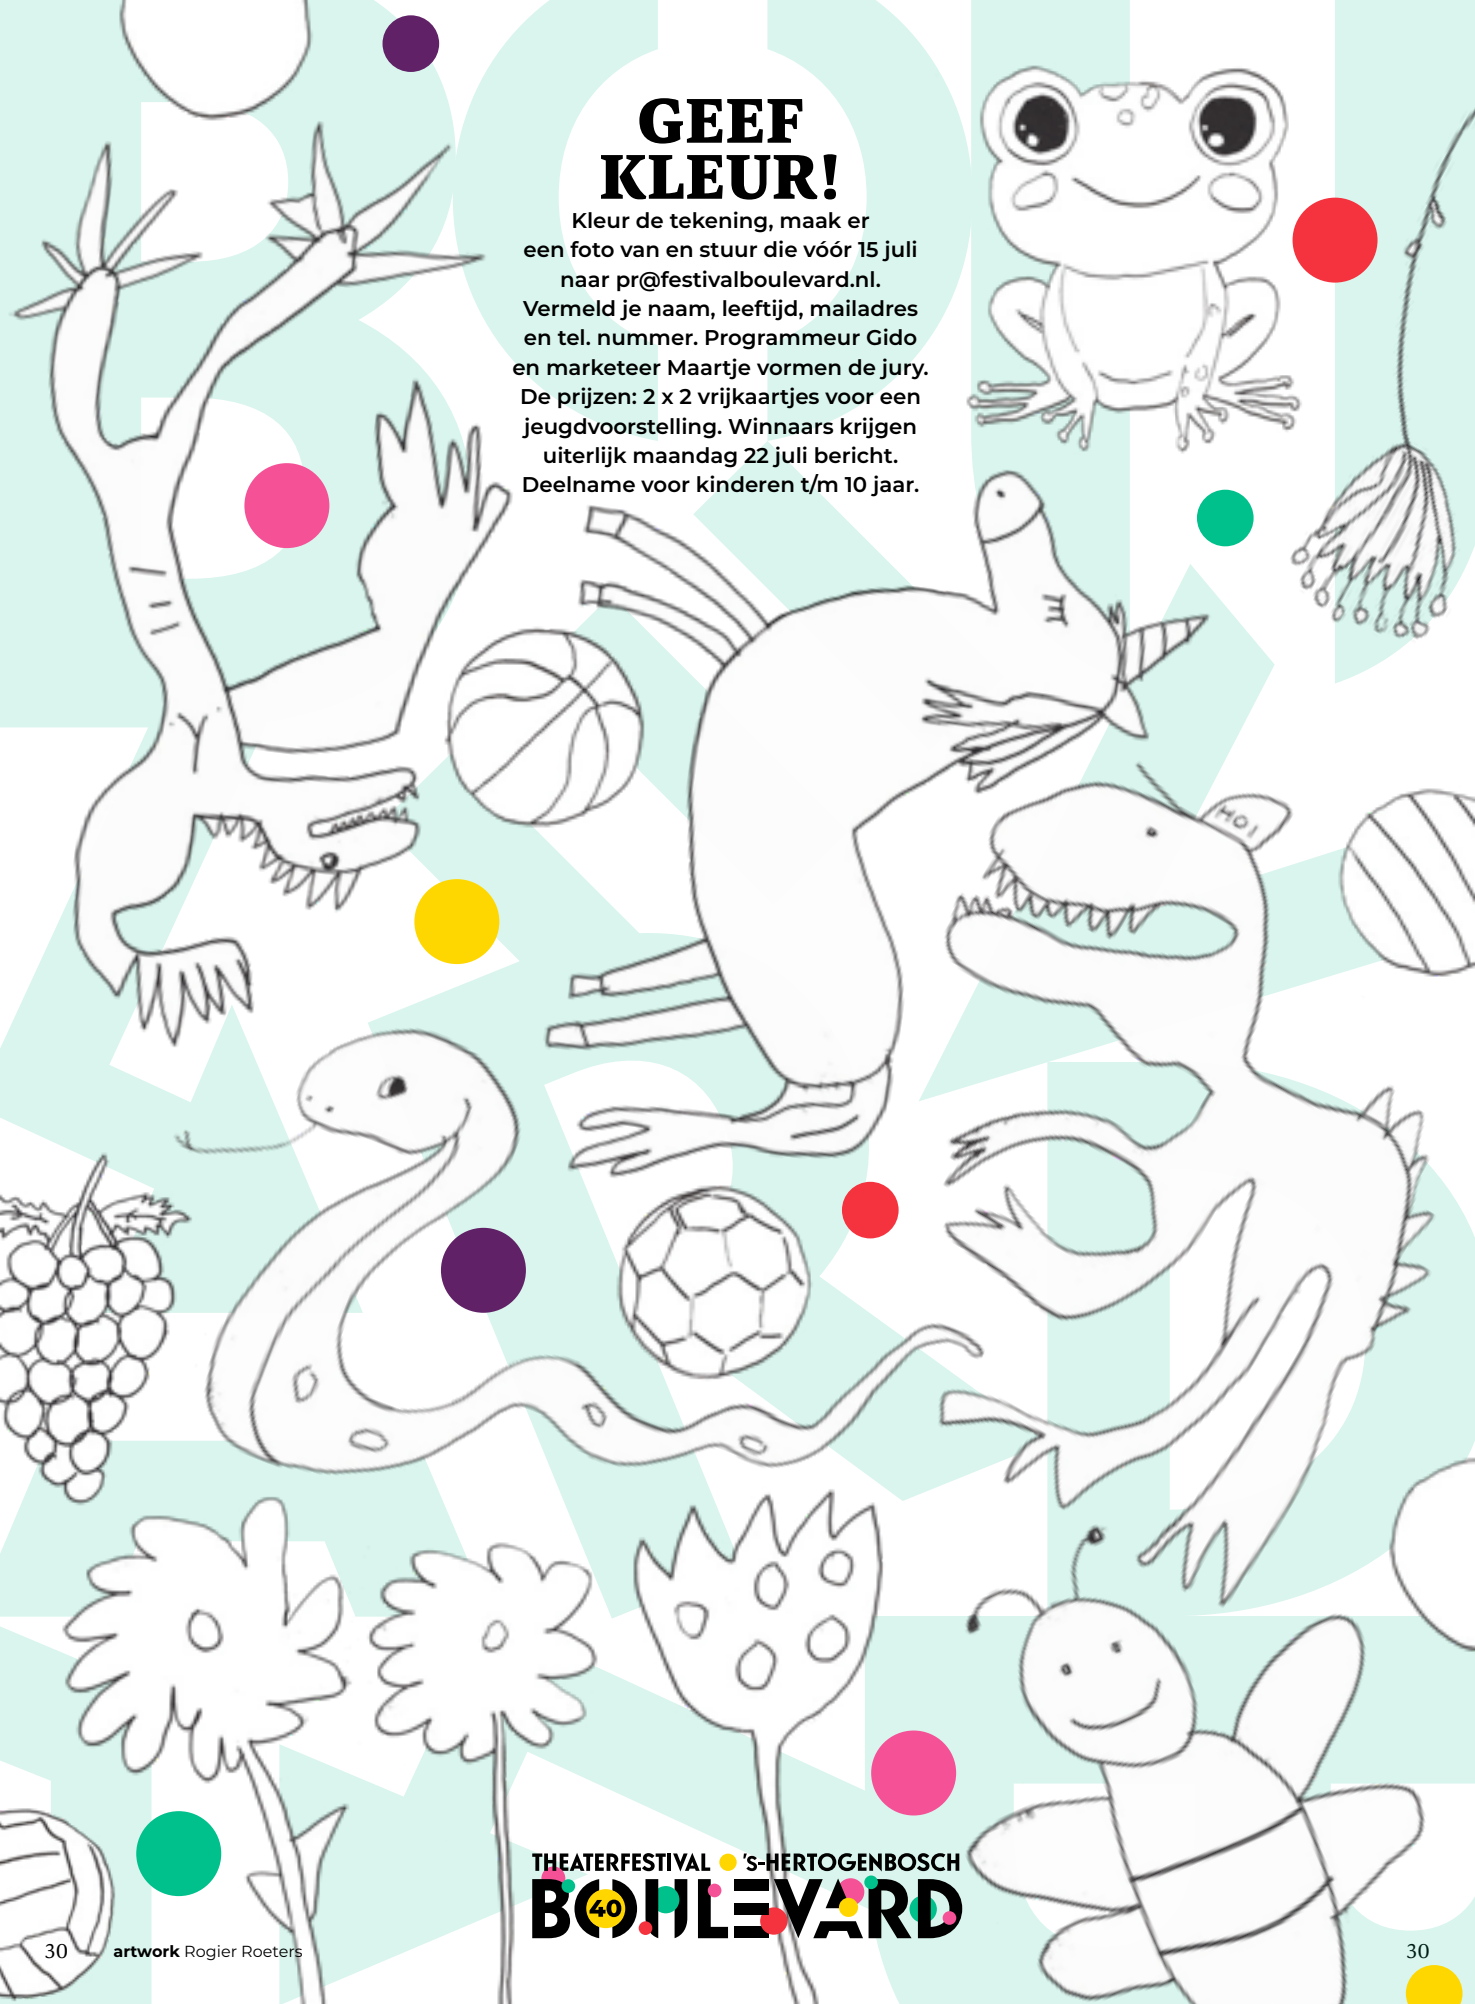 GEEF
KLEUR!
Kleur de tekening, maak er
een foto van en stuur die vóór 15 juli
naar pr@festivalboulevard.nl.
Vermeld je naam, leeftijd, mailadres
en tel. nummer. Programmeur Gido
en marketeer Maartje vormen de jury.
De prijzen: 2 x 2 vrijkaartjes voor een
jeugdvoorstelling. Winnaars krijgen
uiterlijk maandag 22 juli bericht.
Deelname voor kinderen t/m 10 jaar.
HOI
THEATERFESTIVAL 's-HERTOGENBOSCH
BOULEVARD
40
30 artwork Rogier Roeters
30